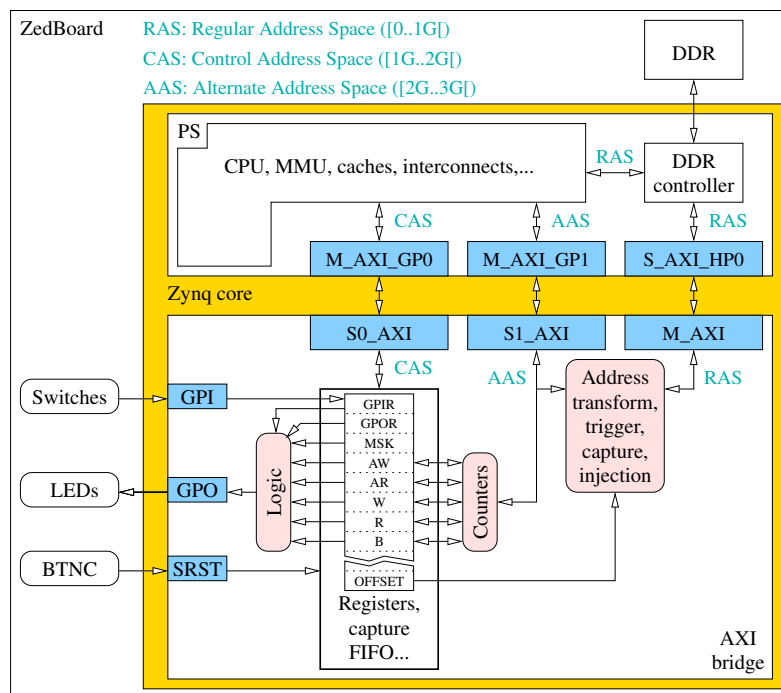 ZedBoard
RAS: Regular Address Space ([0..1G[)
CAS: Control Address Space ([1G..2G[)
AAS: Alternate Address Space ([2G..3G[)
DDR
PS
CPU, MMU, caches, interconnects,...
RAS
DDR
controller
CAS
AAS
RAS
M_AXI_GP0
M_AXI_GP1
S_AXI_HP0
Zynq core
S0_AXI
S1_AXI
M_AXI
CAS
AAS
RAS
Address
transform,
trigger,
capture,
injection
Switches
GPI
LEDs
GPO
BTNC
SRST
Logic
GPIR
GPOR
MSK
AW
AR
W
R
B
OFFSET
Counters
Registers,
capture
FIFO...
AXI
bridge